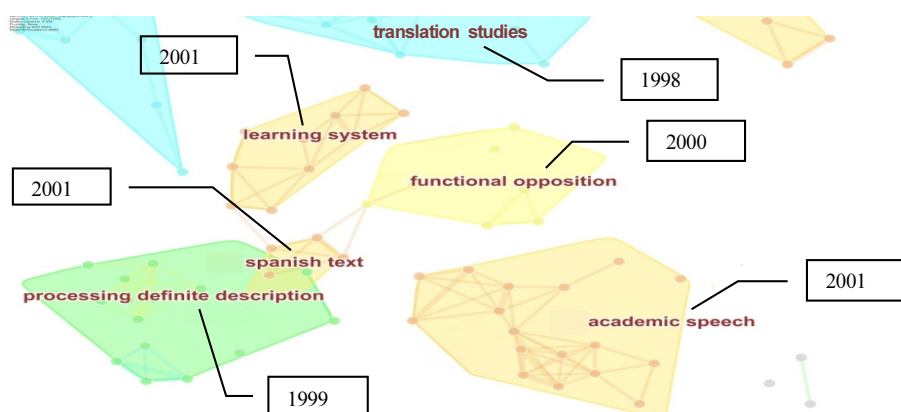 translation studies
2001
1998
learning system
2000
functional opposition
2001
spanish text
processing definite description
2001
academic speech
1999